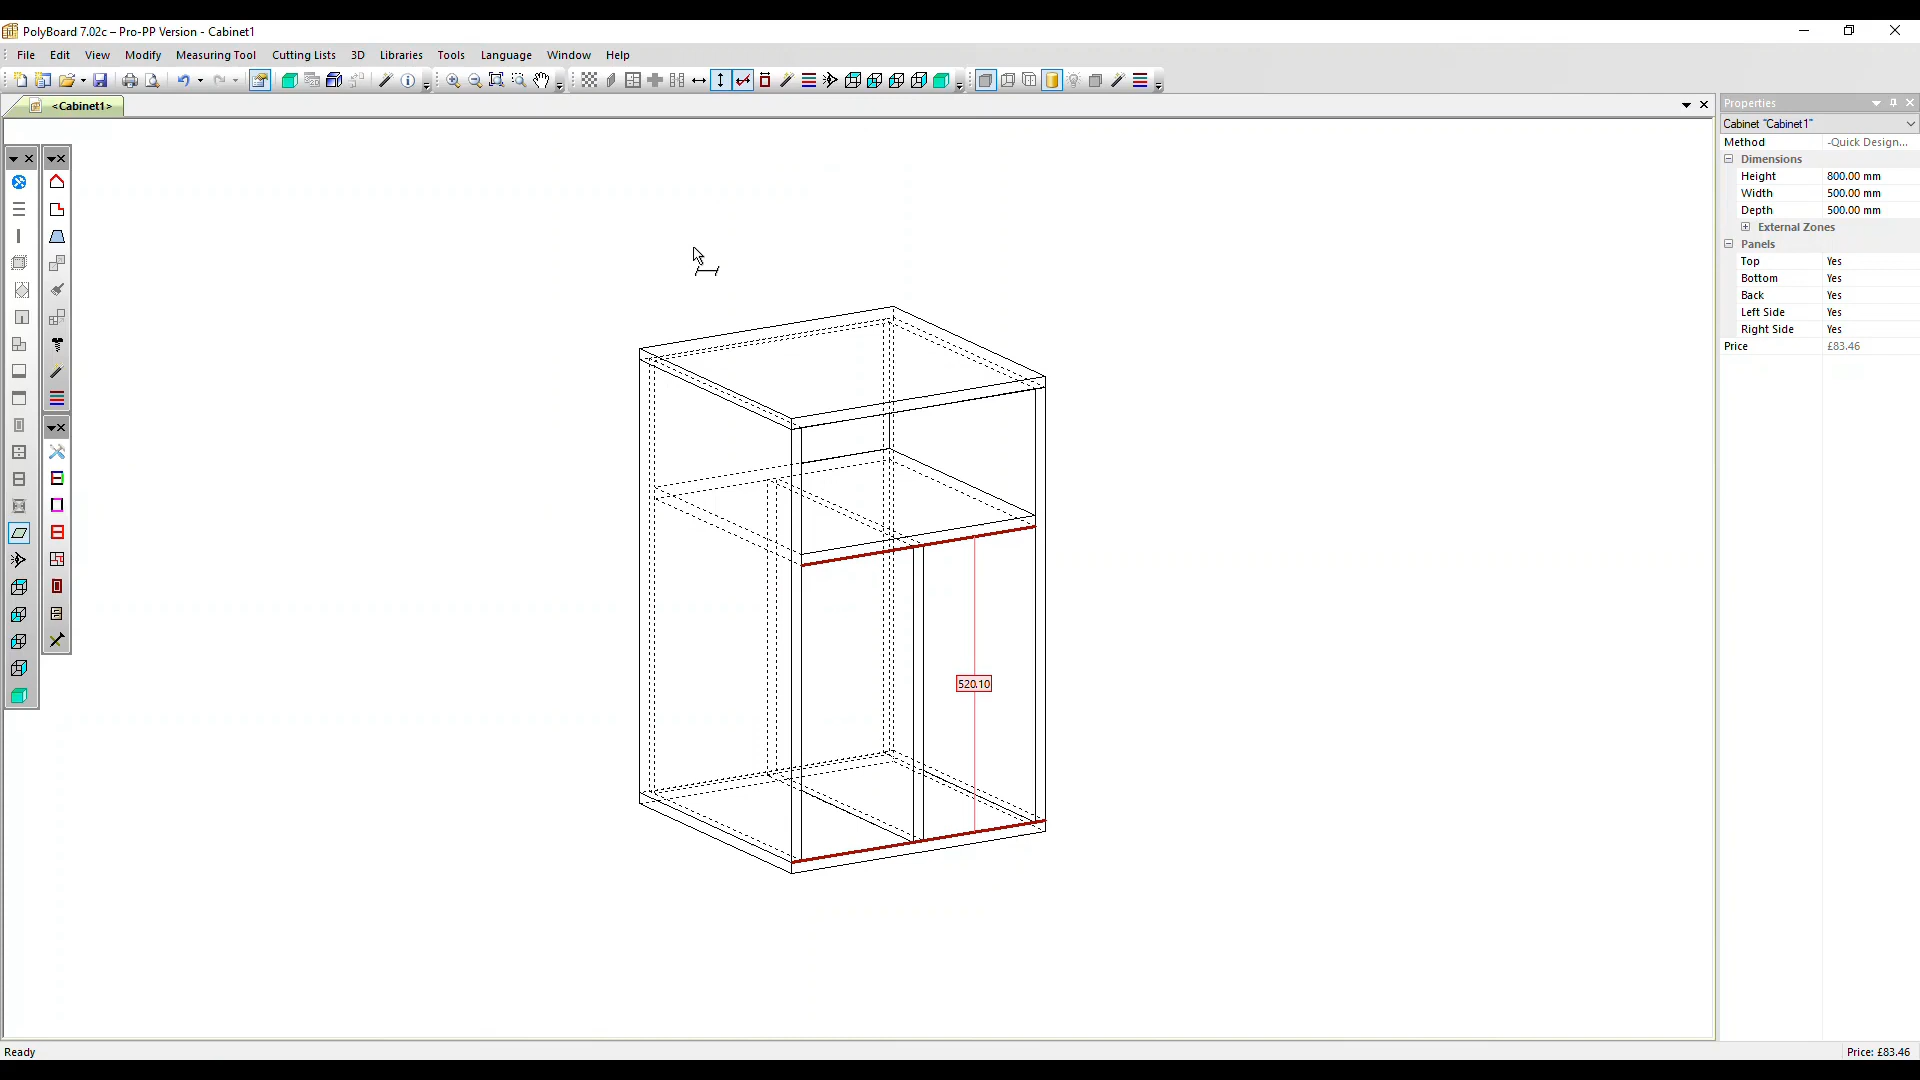 PolyBoard 7.02c – Pro-PP Version - Cabinet1
File Edit View Modify Measuring Tool Cutting Lists 3D Libraries Tools Language Window Help
<Cabinet1>
Properties
Cabinet "Cabinet1"
Method -Quick Design...
Dimensions
Height 800.00 mm
Width 500.00 mm
Depth 500.00 mm
External Zones
Panels
Top Yes
Bottom Yes
Back Yes
Left Side Yes
Right Side Yes
Price £83.46
520.10
Ready
Price: £83.46